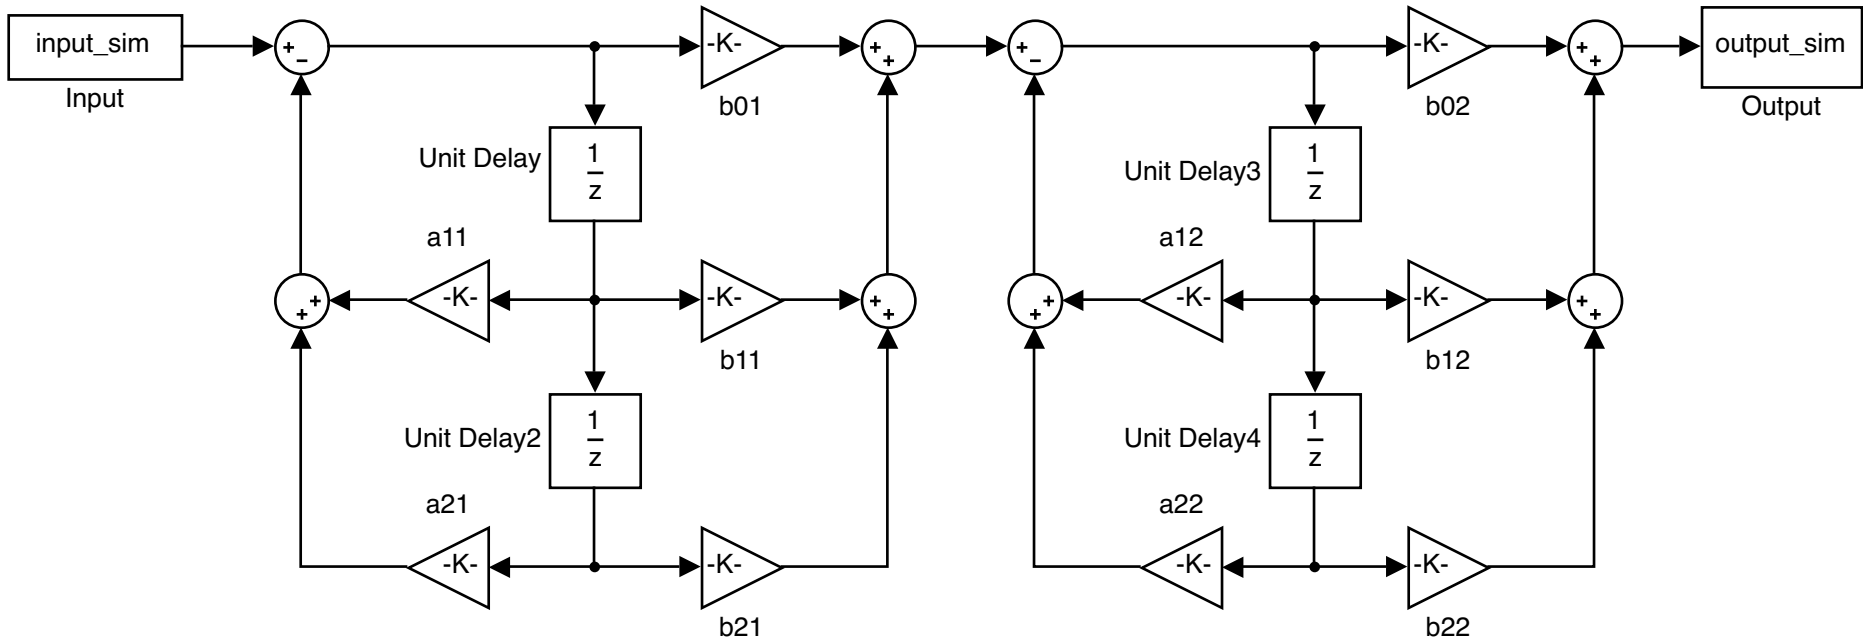 input_sim
Input
+
−
-K-
b01
+
+
+
−
-K-
b02
+
+
output_sim
Output
Unit Delay
1
z
Unit Delay3
1
z
a11
-K-
+
+
-K-
b11
+
+
a12
-K-
+
+
-K-
b12
+
+
Unit Delay2
1
z
Unit Delay4
1
z
a21
-K-
-K-
b21
a22
-K-
-K-
b22